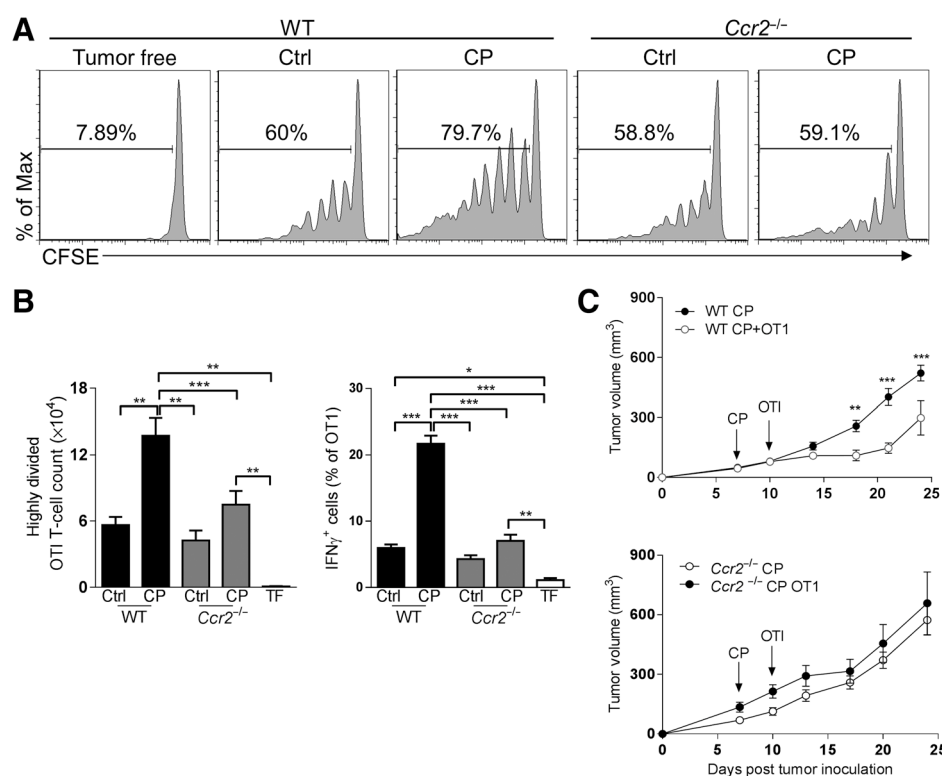 A
WT
Ccr2⁻/⁻
Tumor free
Ctrl
CP
Ctrl
CP
7.89%
60%
79.7%
58.8%
59.1%
% of Max
CFSE
B
Highly divided
OTI T-cell count (×10⁴)
18
12
6
0
**
***
** **
**
Ctrl CP Ctrl CP TF
WT Ccr2⁻/⁻
IFNγ⁺ cells (% of OT1)
30
20
10
0
*
***
***
*** ***
**
Ctrl CP Ctrl CP TF
WT Ccr2⁻/⁻
C
Tumor volume (mm³)
900
600
300
0
WT CP
WT CP+OT1
CP
OTI
**
***
***
0 5 10 15 20 25
Tumor volume (mm³)
900
600
300
0
Ccr2⁻/⁻ CP
Ccr2 ⁻/⁻ CP OT1
CP
OTI
0 5 10 15 20 25
Days post tumor inoculation